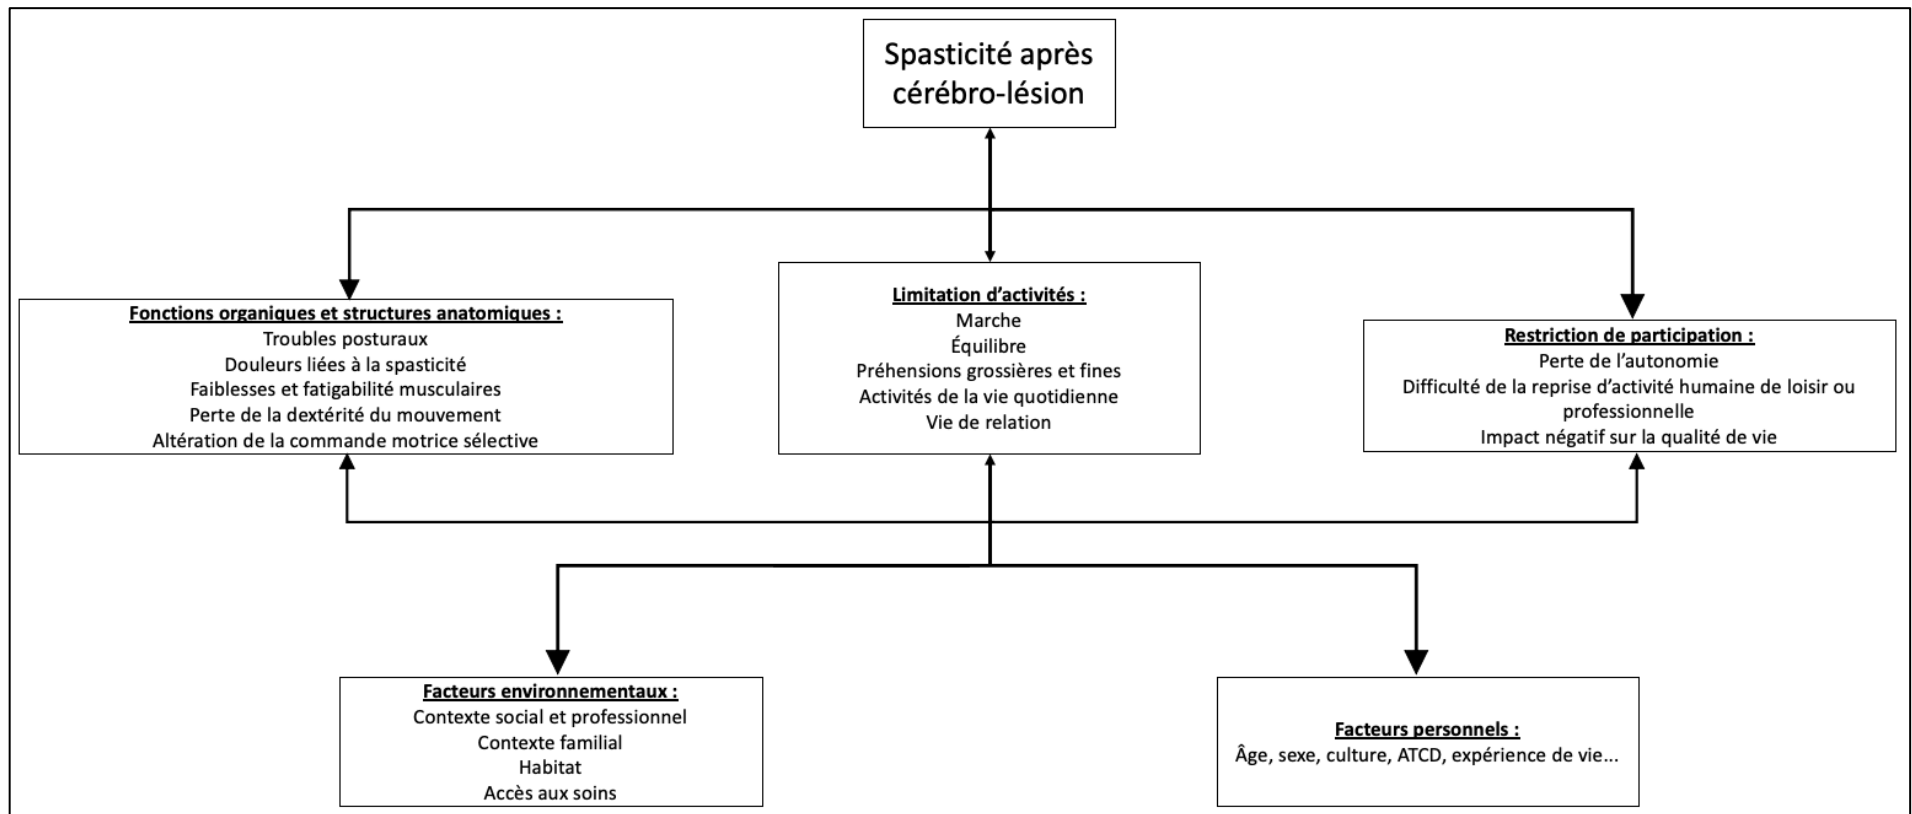 Spasticité après
cérébro-lésion
Fonctions organiques et structures anatomiques :
Troubles posturaux
Douleurs liées à la spasticité
Faiblesses et fatigabilité musculaires
Perte de la dextérité du mouvement
Altération de la commande motrice sélective
Limitation d’activités :
Marche
Équilibre
Préhensions grossières et fines
Activités de la vie quotidienne
Vie de relation
Restriction de participation :
Perte de l’autonomie
Difficulté de la reprise d’activité humaine de loisir ou
professionnelle
Impact négatif sur la qualité de vie
Facteurs environnementaux :
Contexte social et professionnel
Contexte familial
Habitat
Accès aux soins
Facteurs personnels :
Âge, sexe, culture, ATCD, expérience de vie...